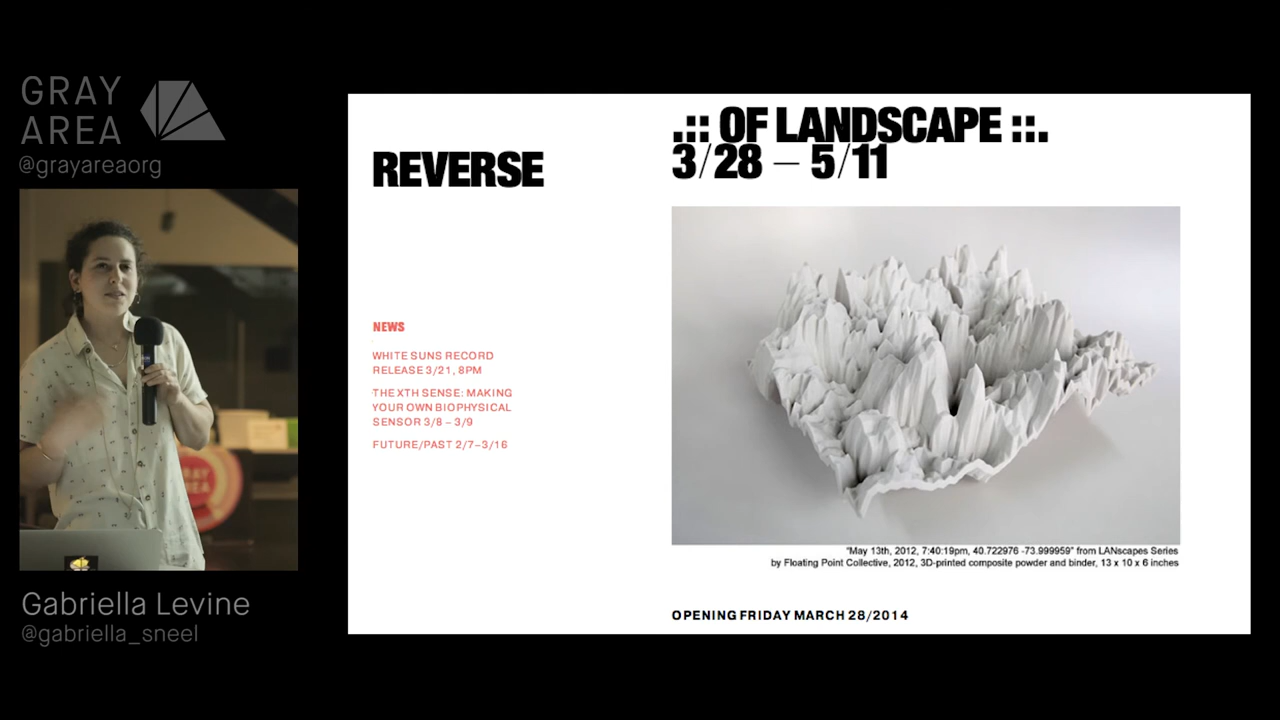 GRAY
AREA
@grayareaorg
Gabriella Levine
@gabriella_sneel
REVERSE
NEWS
WHITE SUNS RECORD
RELEASE 3/21, 8PM
THE XTH SENSE: MAKING
YOUR OWN BIOPHYSICAL
SENSOR 3/8 – 3/9
FUTURE/PAST 2/7–3/16
.:: OF LANDSCAPE ::.
3/28 — 5/11
"May 13th, 2012, 7:40:19pm, 40.722976 -73.999959" from LANscapes Series
by Floating Point Collective, 2012, 3D-printed composite powder and binder, 13 x 10 x 6 inches
OPENING FRIDAY MARCH 28/2014